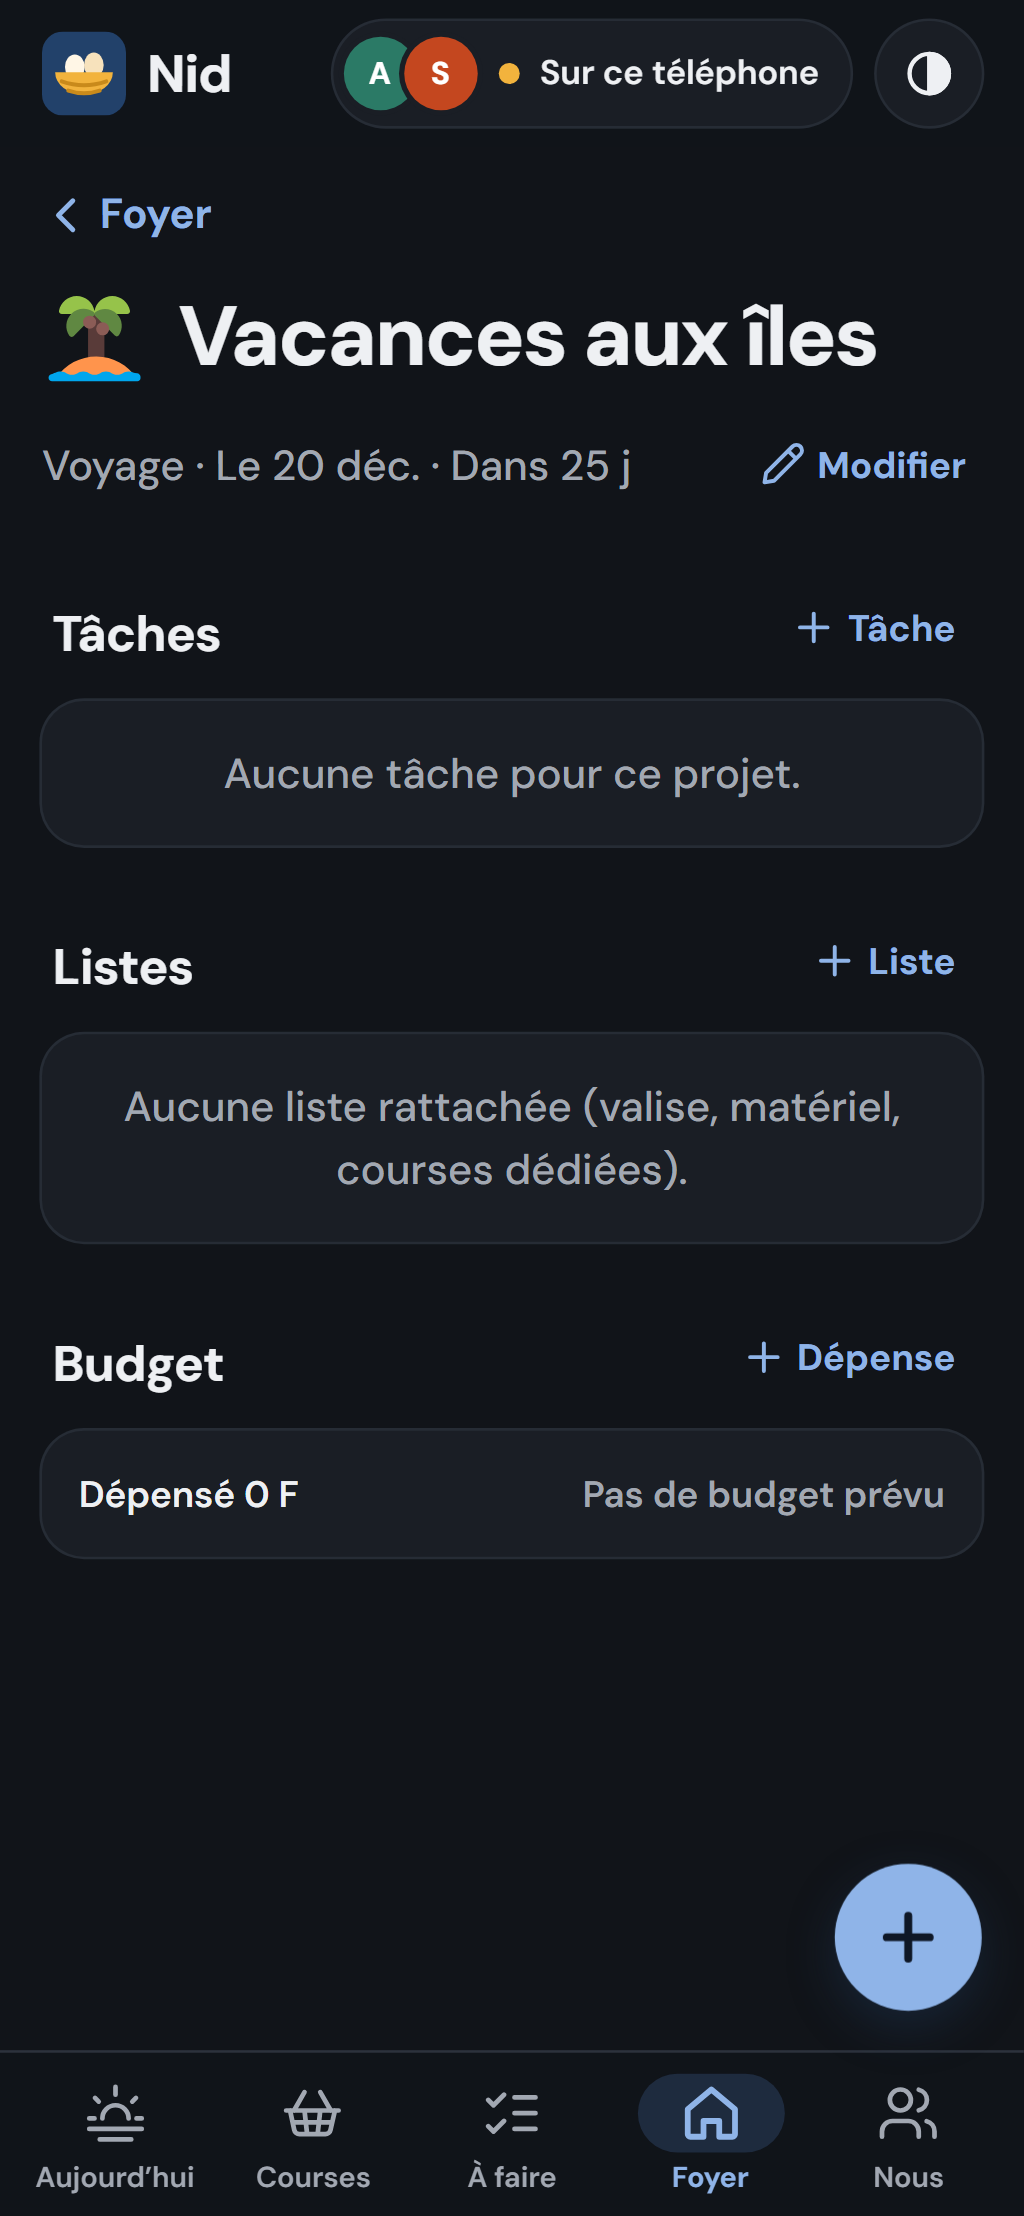 Nid
A S Sur ce téléphone
Foyer
Vacances aux îles
Voyage · Le 20 déc. · Dans 25 j
Modifier
Tâches
Tâche
Aucune tâche pour ce projet.
Listes
Liste
Aucune liste rattachée (valise, matériel,
courses dédiées).
Budget
Dépense
Dépensé 0 F
Pas de budget prévu
Aujourd’hui
Courses
À faire
Foyer
Nous